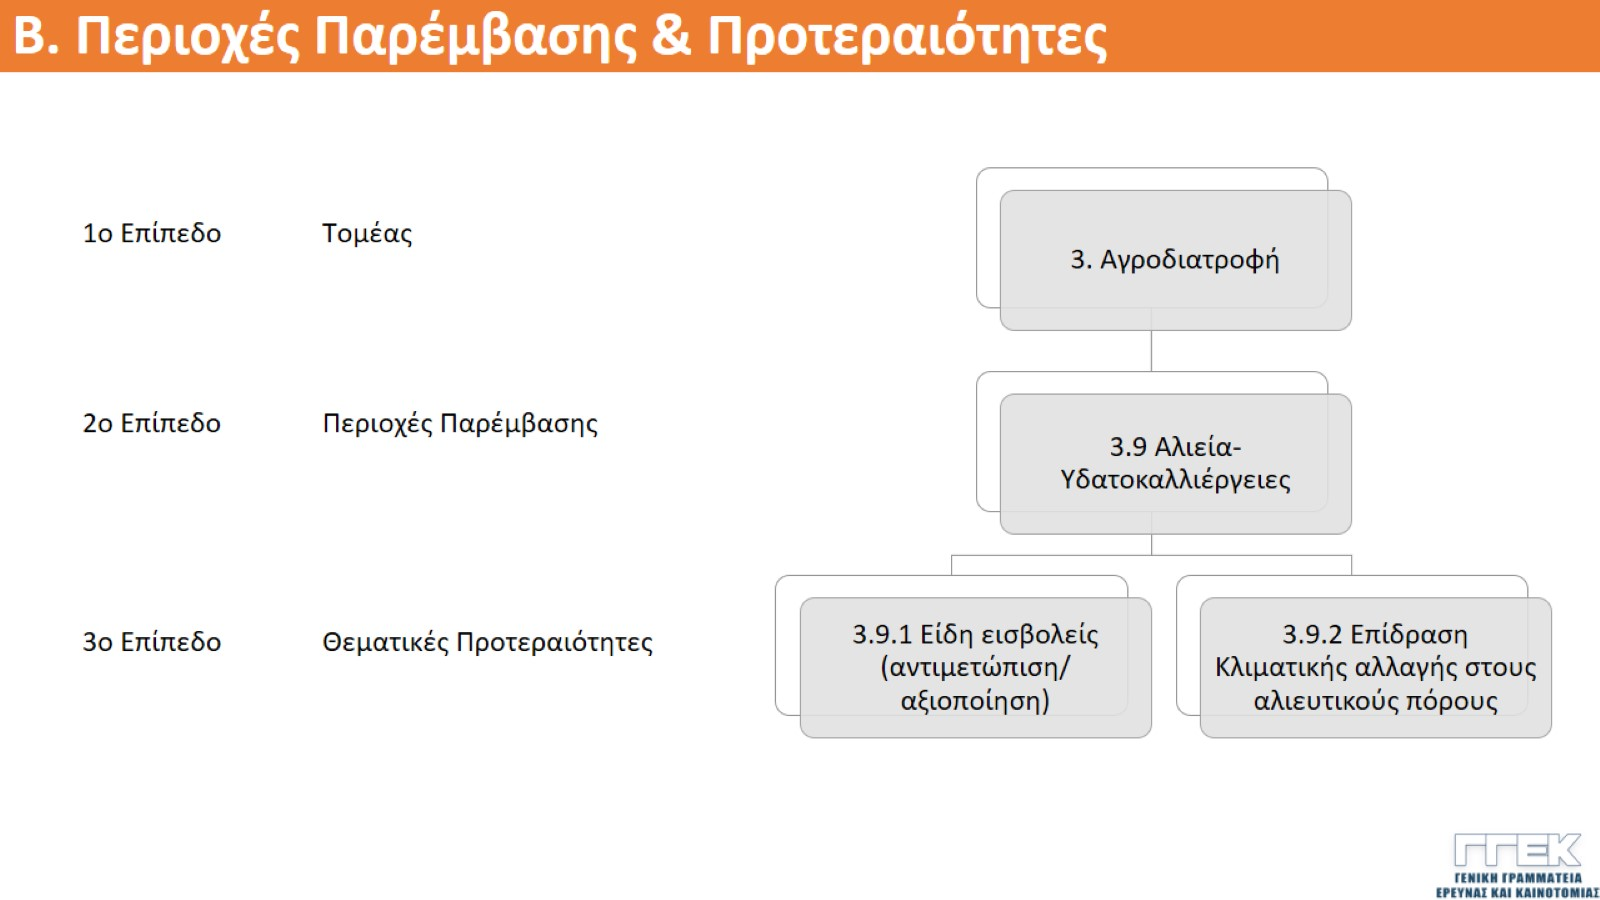 Β. Περιοχές Παρέμβασης & Προτεραιότητες
1ο Επίπεδο Τομέας
3. Αγροδιατροφή
2ο Επίπεδο Περιοχές Παρέμβασης
3.9 Αλιεία-
Υδατοκαλλιέργειες
3ο Επίπεδο Θεματικές Προτεραιότητες
3.9.1 Είδη εισβολείς
(αντιμετώπιση/
αξιοποίηση)
3.9.2 Επίδραση
Κλιματικής αλλαγής στους
αλιευτικούς πόρους
ΓΓΕΚ
ΓΕΝΙΚΗ ΓΡΑΜΜΑΤΕΙΑ
ΕΡΕΥΝΑΣ ΚΑΙ ΚΑΙΝΟΤΟΜΙΑΣ